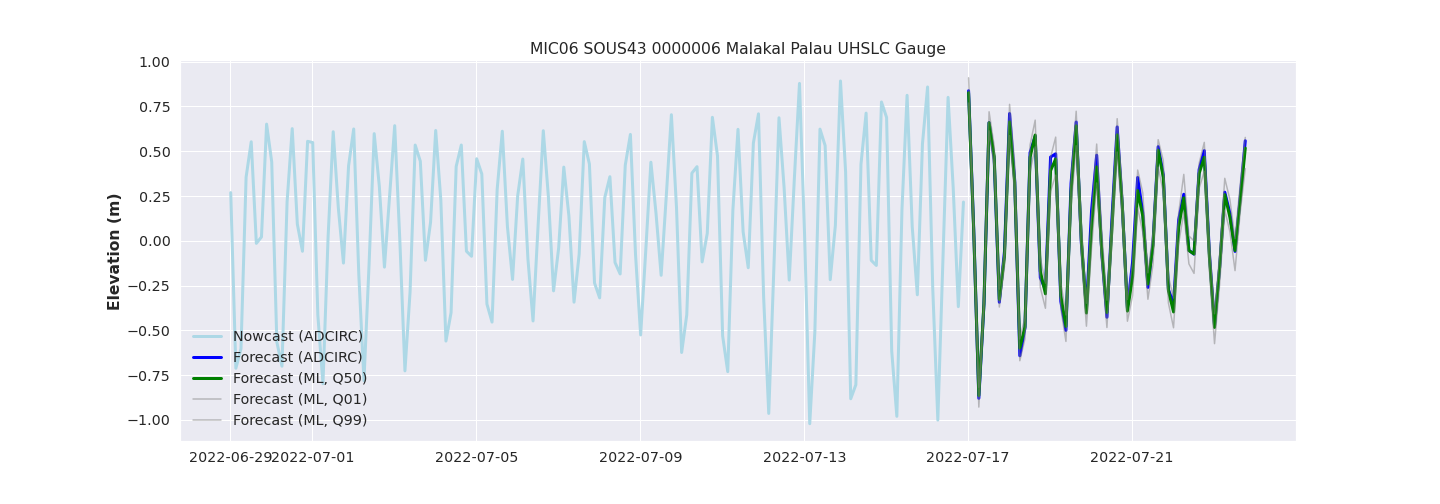 MIC06 SOUS43 0000006 Malakal Palau UHSLC Gauge
Elevation (m)
1.00
0.75
0.50
0.25
0.00
−0.25
−0.50
−0.75
−1.00
Nowcast (ADCIRC)
Forecast (ADCIRC)
Forecast (ML, Q50)
Forecast (ML, Q01)
Forecast (ML, Q99)
2022-06-29 2022-07-01 2022-07-05 2022-07-09 2022-07-13 2022-07-17 2022-07-21